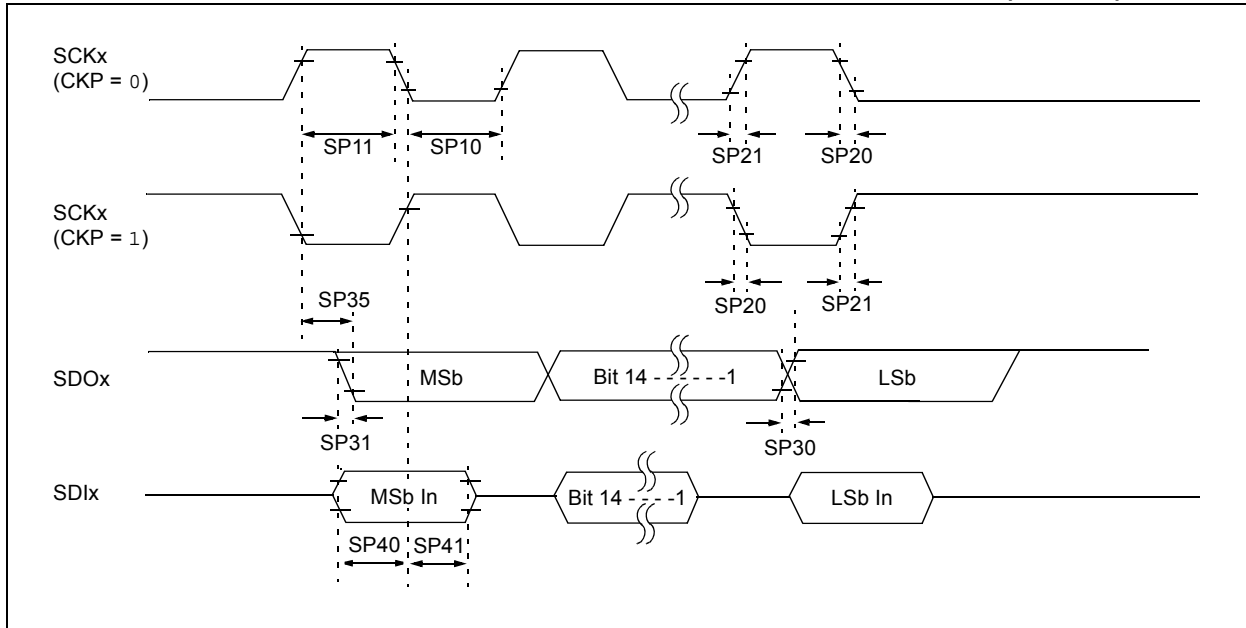 SCKx
(CKP = 0)
SP11
SP10
SP21
SP20
SCKx
(CKP = 1)
SP35
SP20
SP21
SDOx
MSb
Bit 14 - - - - - -1
LSb
SP31
SP30
SDIx
MSb In
Bit 14 - - - -1
LSb In
SP40
SP41